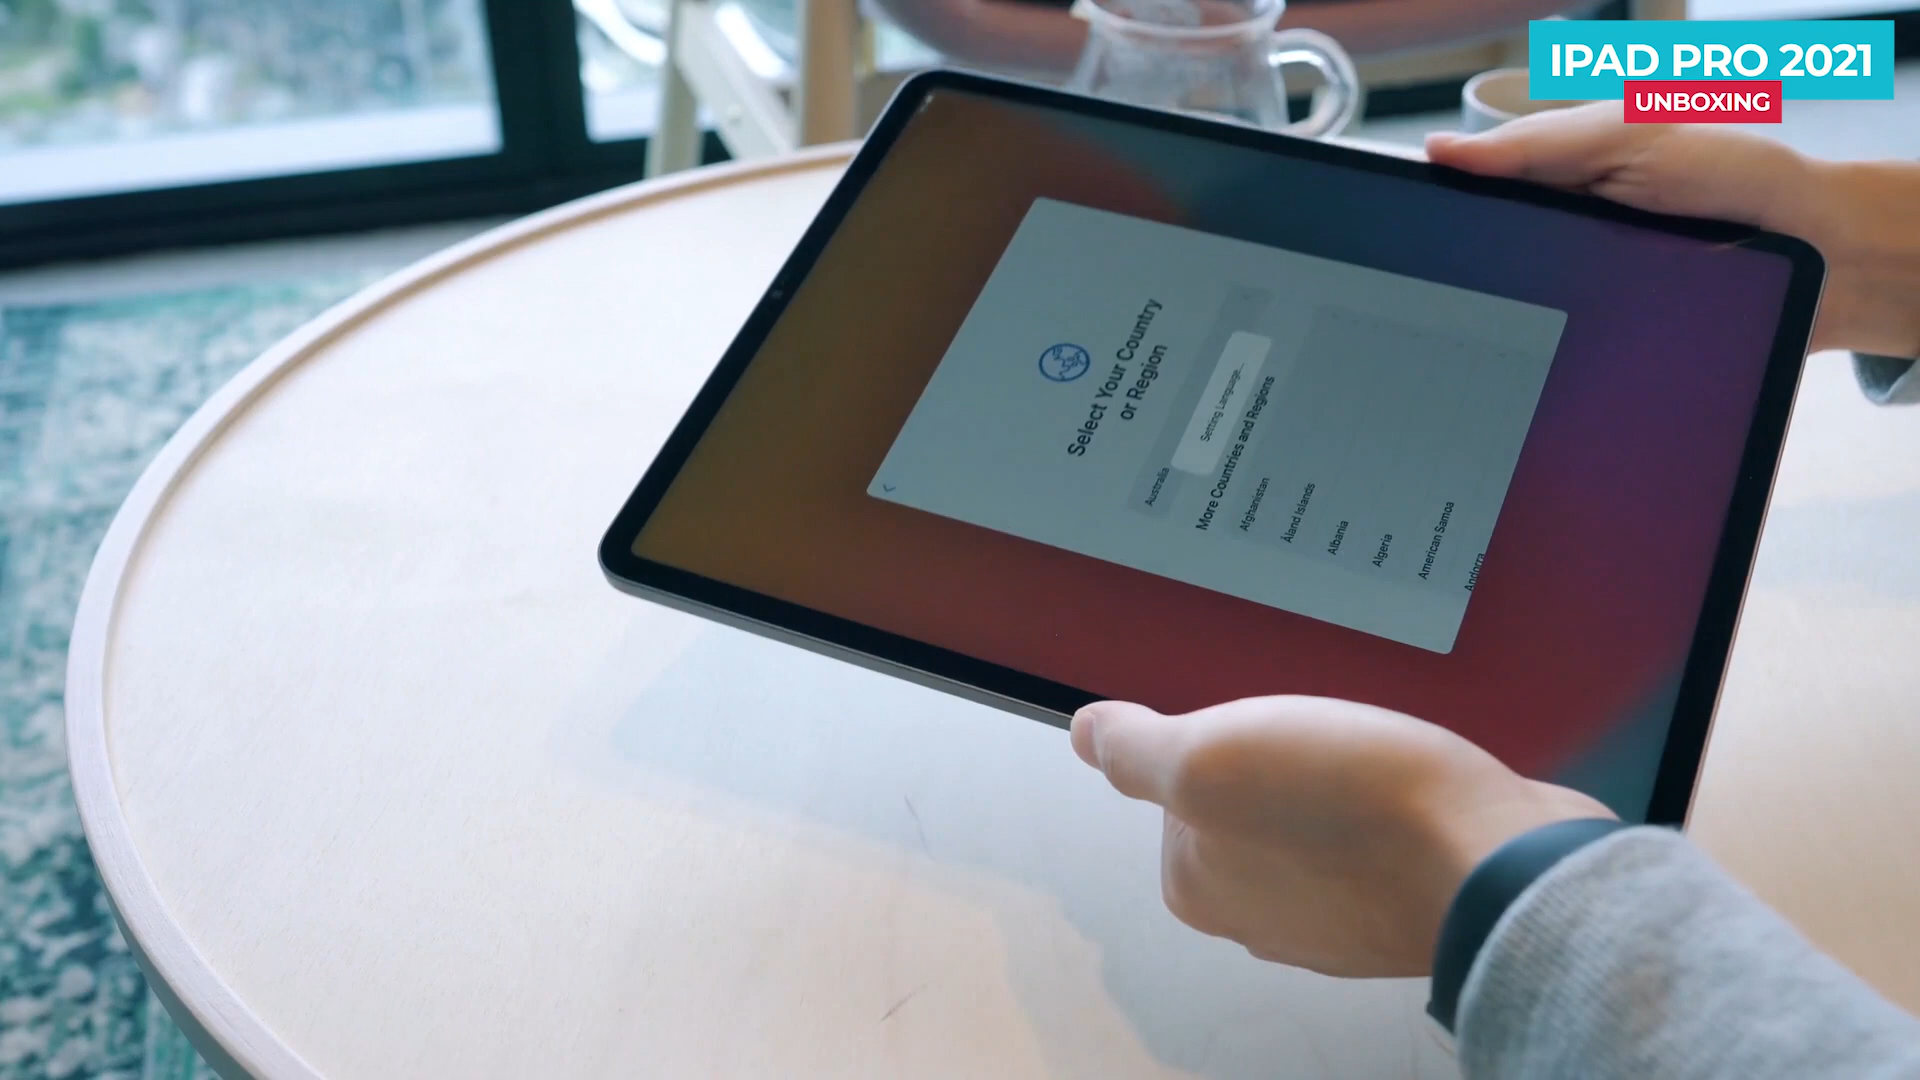 IPAD PRO 2021
UNBOXING
Select Your Country
or Region
Australia
Setting Language...
More Countries and Regions
Afghanistan
Åland Islands
Albania
Algeria
American Samoa
Andorra